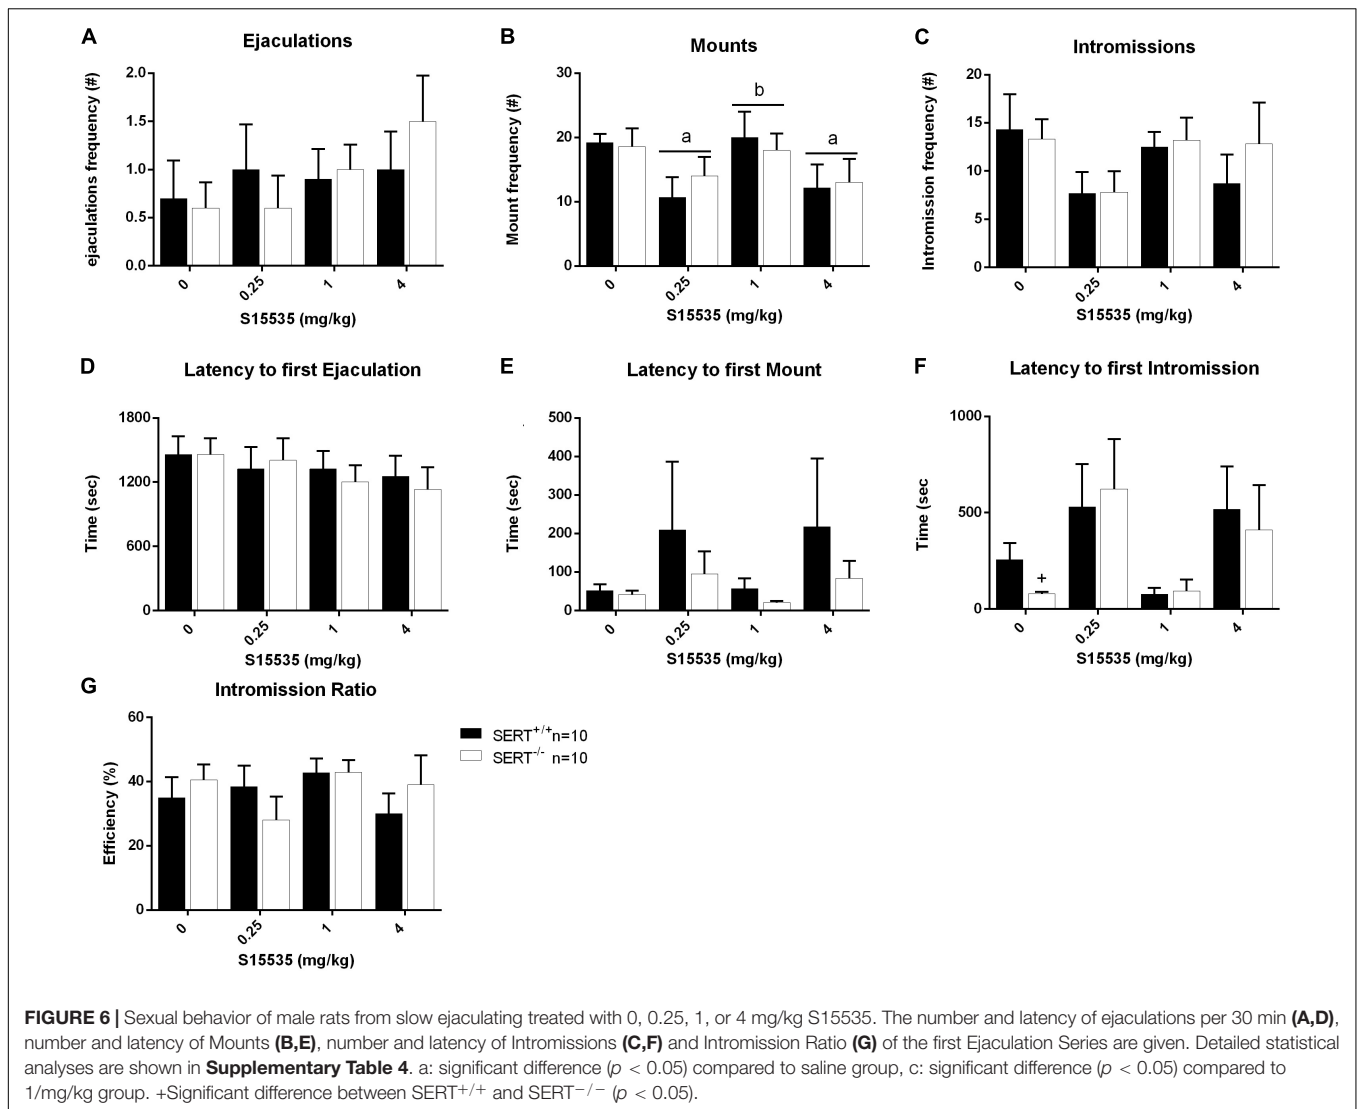 A
Ejaculations
ejaculations frequency (#)
2.0
1.5
1.0
0.5
0.0
0
0.25
1
4
S15535 (mg/kg)
B
Mounts
Mount frequency (#)
30
20
10
0
a
b
a
0
0.25
1
4
S15535 (mg/kg)
C
Intromissions
Intromission frequency (#)
20
15
10
5
0
0
0.25
1
4
S15535 (mg/kg)
D
Latency to first Ejaculation
Time (sec)
1800
1200
600
0
0
0.25
1
4
S15535 (mg/kg)
E
Latency to first Mount
Time (sec)
500
400
300
200
100
0
0
0.25
1
4
S15535 (mg/kg)
F
Latency to first Intromission
Time (sec
1000
500
0
+
0
0.25
1
4
S15535 (mg/kg)
G
Intromission Ratio
Efficiency (%)
60
40
20
0
0
0.25
1
4
S15535 (mg/kg)
SERT+/+n=10
SERT-/- n=10
FIGURE 6 | Sexual behavior of male rats from slow ejaculating treated with 0, 0.25, 1, or 4 mg/kg S15535. The number and latency of ejaculations per 30 min (A,D),
number and latency of Mounts (B,E), number and latency of Intromissions (C,F) and Intromission Ratio (G) of the first Ejaculation Series are given. Detailed statistical
analyses are shown in Supplementary Table 4. a: significant difference (p < 0.05) compared to saline group, c: significant difference (p < 0.05) compared to
1/mg/kg group. +Significant difference between SERT+/+ and SERT−/− (p < 0.05).